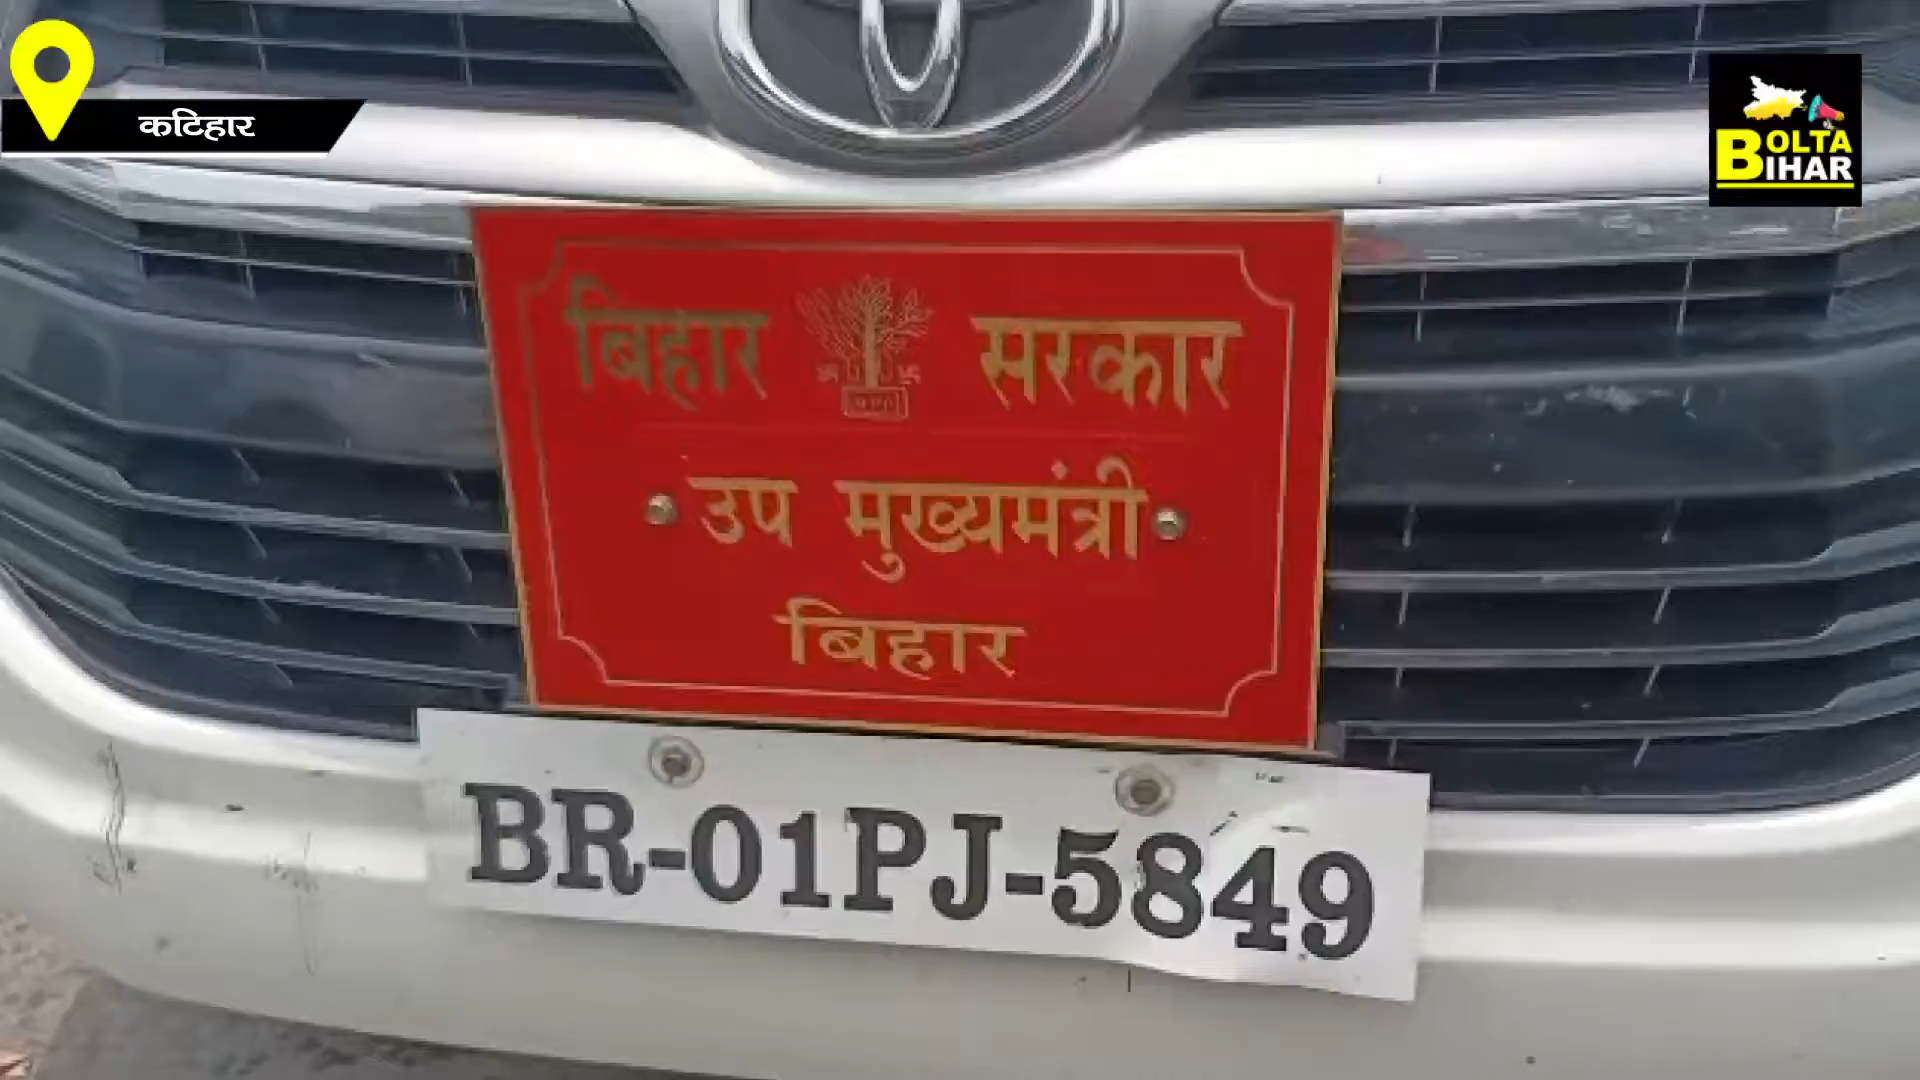 कटिहार
BOLTA
BIHAR
बिहार सरकार
उप मुख्यमंत्री
बिहार
BR-01PJ-5849